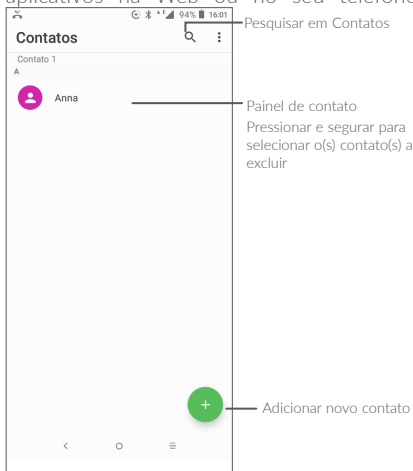 aplicativos na Web ou no seu telefone
94% 16:01
Contatos
Pesquisar em Contatos
Contato 1
A
Anna
Painel de contato
Pressionar e segurar para
selecionar o(s) contato(s) a
excluir
Adicionar novo contato